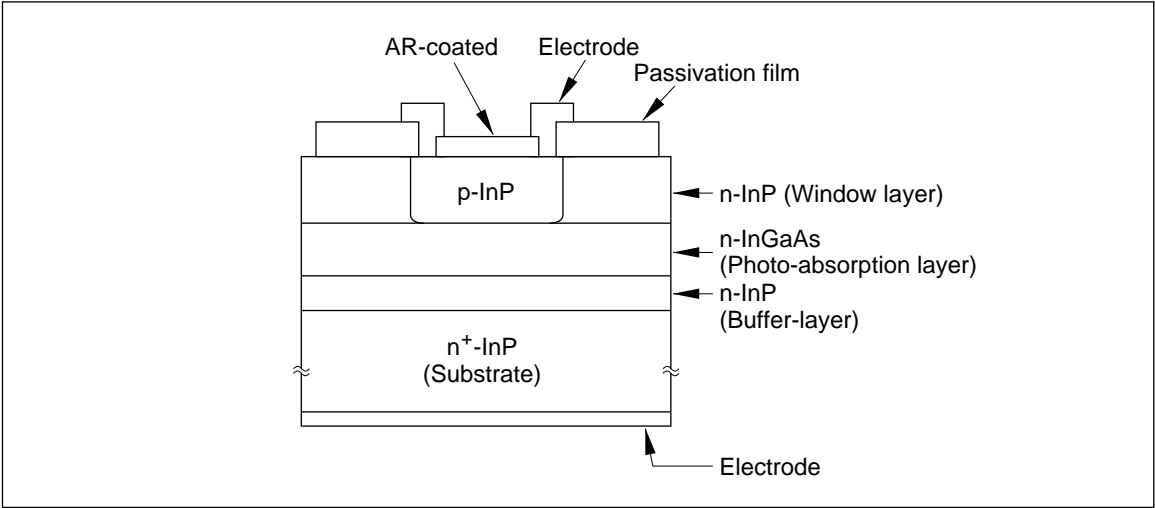 AR-coated
Electrode
Passivation film
p-InP
n-InP (Window layer)
n-InGaAs
(Photo-absorption layer)
n-InP
(Buffer-layer)
n⁺-InP
(Substrate)
Electrode